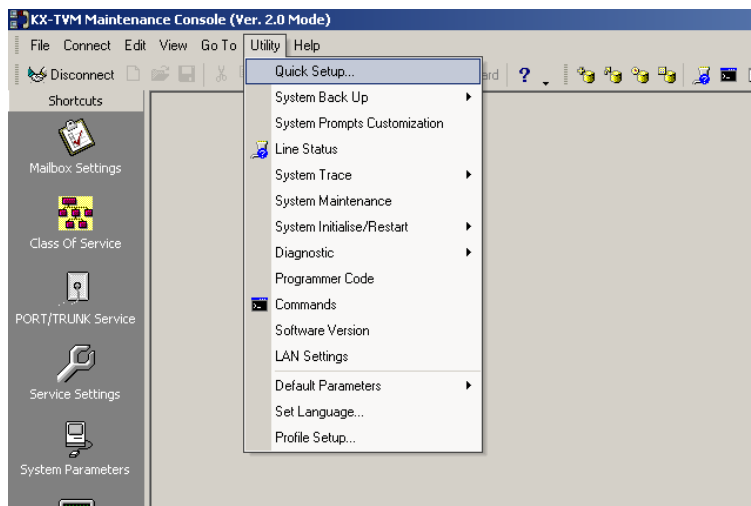 KX-TVM Maintenance Console (Ver. 2.0 Mode)
File Connect Edit View Go To Utility Help
Disconnect ?
Shortcuts
Mailbox Settings
Class Of Service
PORT/TRUNK Service
Service Settings
System Parameters
Quick Setup...
System Back Up
System Prompts Customization
Line Status
System Trace
System Maintenance
System Initialise/Restart
Diagnostic
Programmer Code
Commands
Software Version
LAN Settings
Default Parameters
Set Language...
Profile Setup...